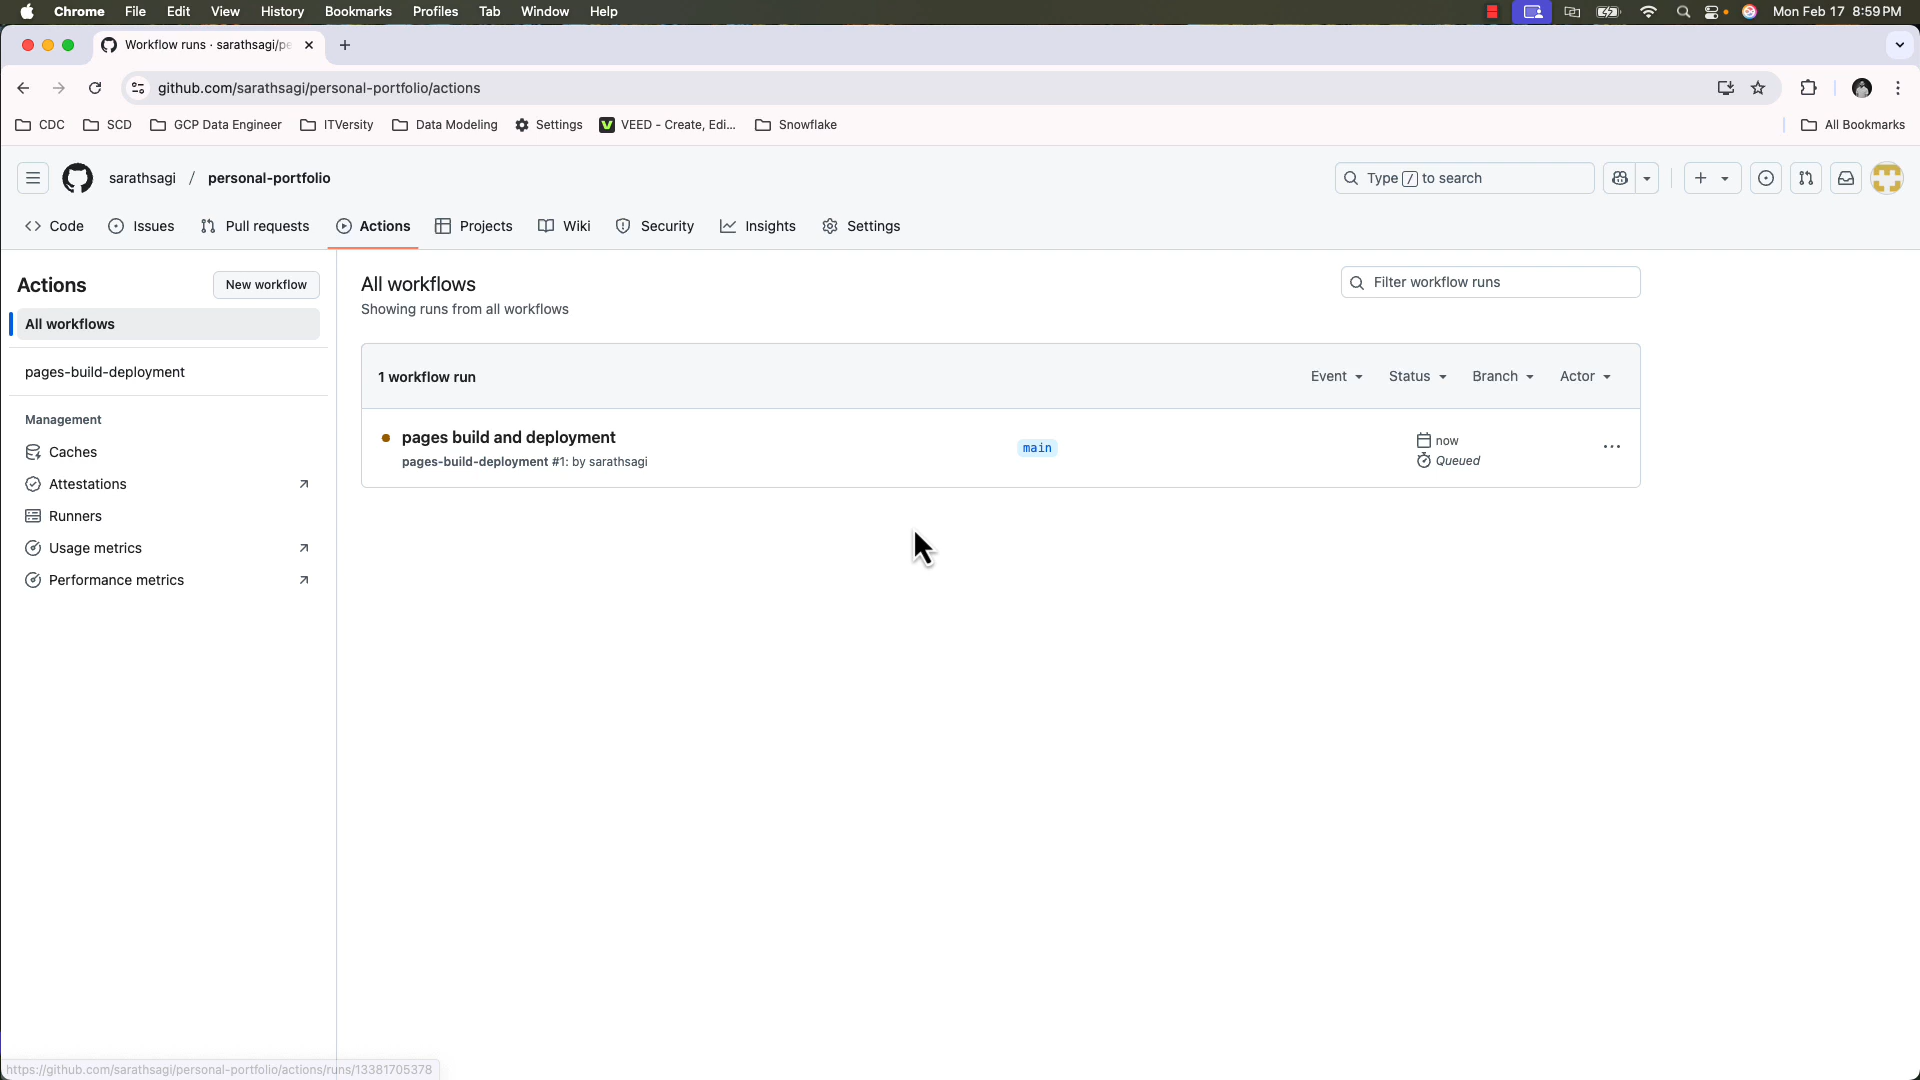 Chrome File Edit View History Bookmarks Profiles Tab Window Help Mon Feb 17 8:59 PM
Workflow runs · sarathsagi/pe
github.com/sarathsagi/personal-portfolio/actions
CDC SCD GCP Data Engineer ITVersity Data Modeling Settings VEED - Create, Edi... Snowflake All Bookmarks
sarathsagi / personal-portfolio Type / to search
Code Issues Pull requests Actions Projects Wiki Security Insights Settings
Actions New workflow
All workflows
pages-build-deployment
Management
Caches
Attestations
Runners
Usage metrics
Performance metrics
All workflows Filter workflow runs
Showing runs from all workflows
1 workflow run Event Status Branch Actor
pages build and deployment
pages-build-deployment #1: by sarathsagi
main
now
Queued
https://github.com/sarathsagi/personal-portfolio/actions/runs/13381705378